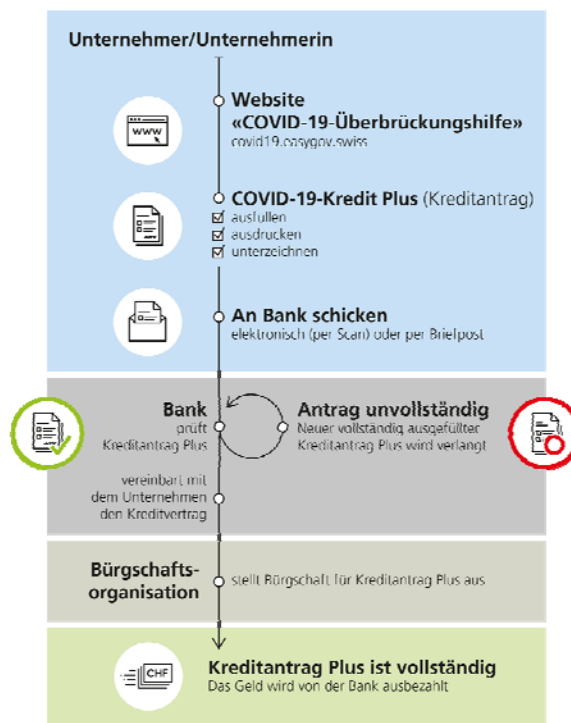 Unternehmer/Unternehmerin
Website
«COVID-19-Überbrückungshilfe»
covid19.easygov.swiss
www
COVID-19-Kredit Plus (Kreditantrag)
ausfüllen
ausdrucken
unterzeichnen
An Bank schicken
elektronisch (per Scan) oder per Briefpost
Bank
prüft
Kreditantrag Plus
Antrag unvollständig
Neuer vollständig ausgefüllter
Kreditantrag Plus wird verlangt
vereinbart mit
dem Unternehmen
den Kreditvertrag
Bürgschafts-
organisation
stellt Bürgschaft für Kreditantrag Plus aus
CHF
Kreditantrag Plus ist vollständig
Das Geld wird von der Bank ausbezahlt